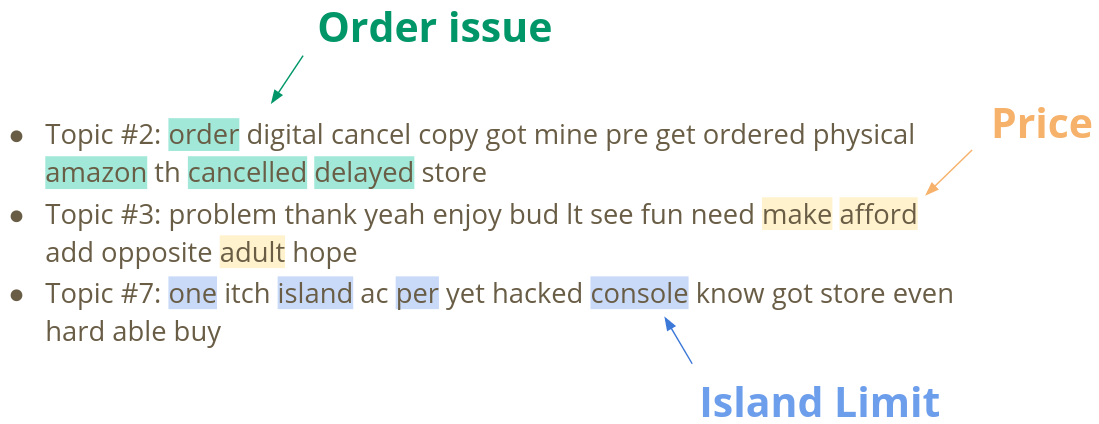 Order issue
Price
● Topic #2: order digital cancel copy got mine pre get ordered physical
amazon th cancelled delayed store
● Topic #3: problem thank yeah enjoy bud lt see fun need make afford
add opposite adult hope
● Topic #7: one itch island ac per yet hacked console know got store even
hard able buy
Island Limit